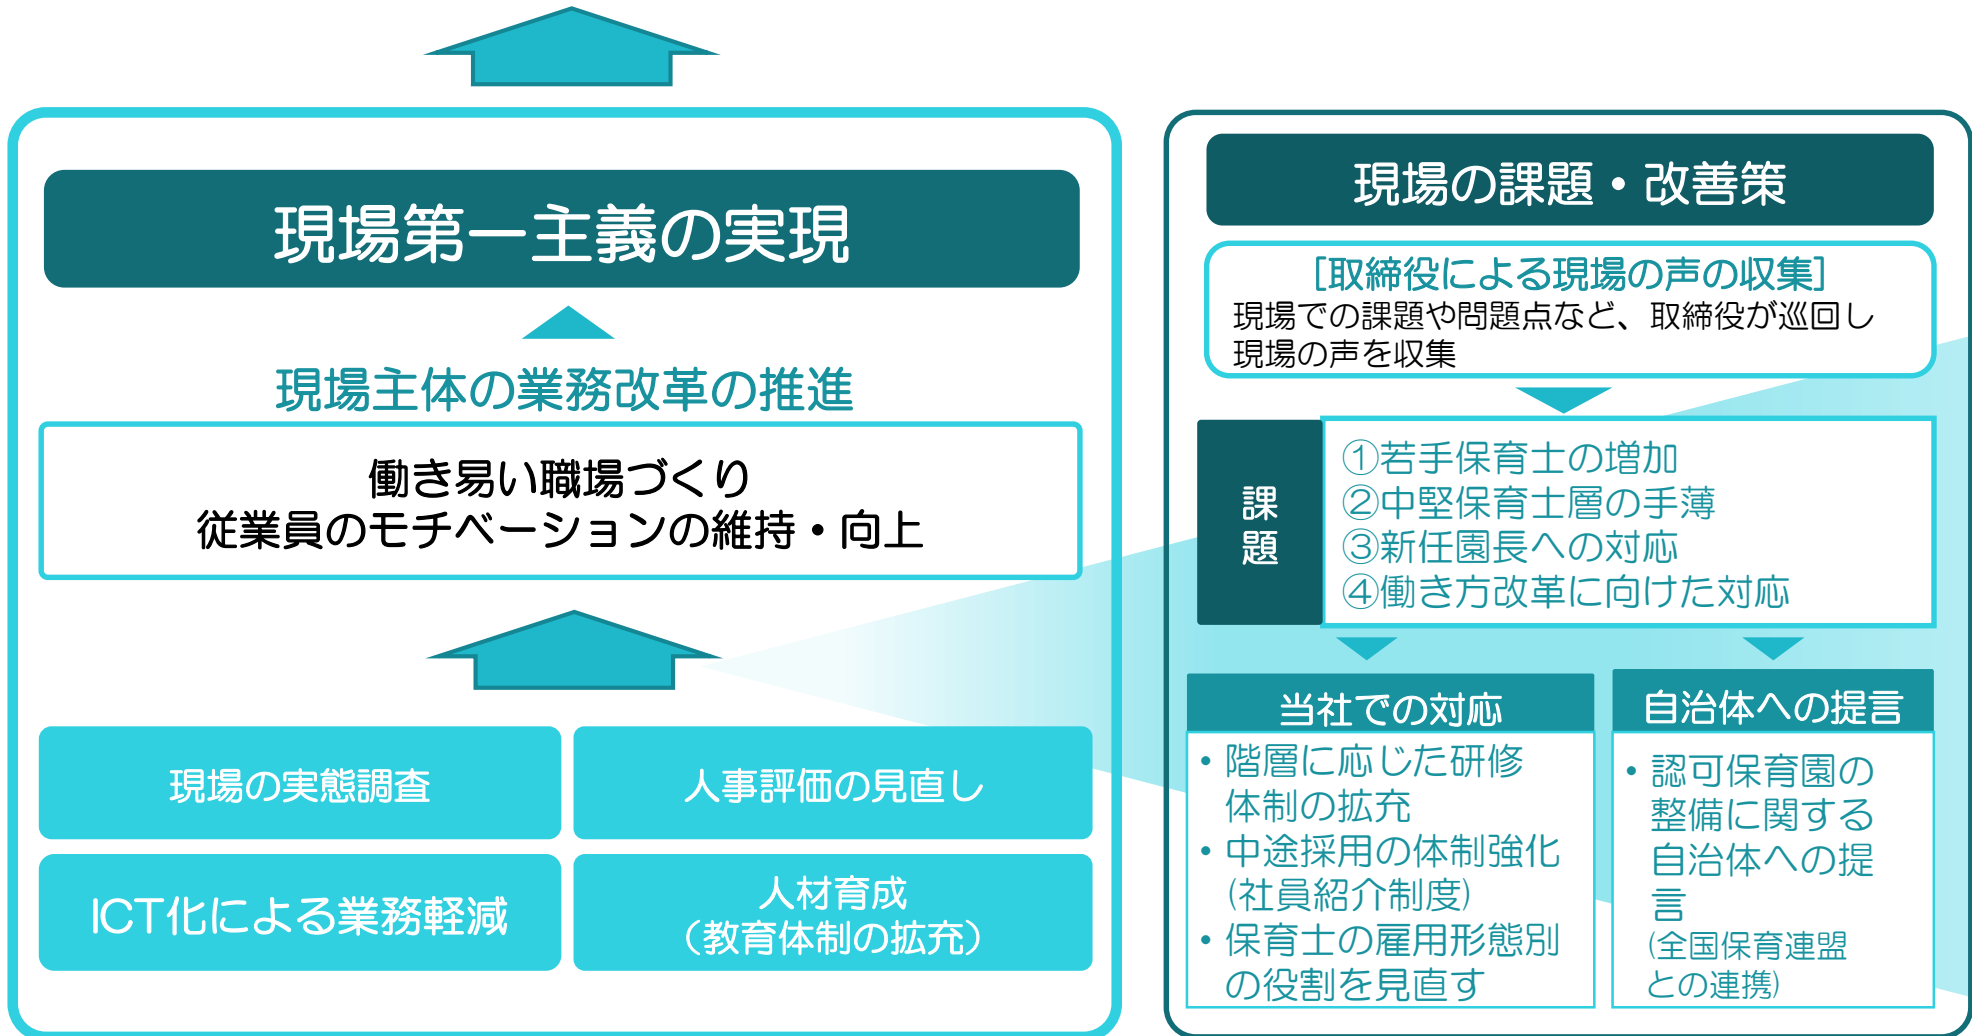 現場第一主義の実現
現場主体の業務改革の推進
働き易い職場づくり
従業員のモチベーションの維持・向上
現場の実態調査
人事評価の見直し
ICT化による業務軽減
人材育成
（教育体制の拡充）
現場の課題・改善策
[取締役による現場の声の収集]
現場での課題や問題点など、取締役が巡回し
現場の声を収集
課
題
①若手保育士の増加
②中堅保育士層の手薄
③新任園長への対応
④働き方改革に向けた対応
当社での対応
・階層に応じた研修
体制の拡充
・中途採用の体制強化
(社員紹介制度)
・保育士の雇用形態別
の役割を見直す
自治体への提言
・認可保育園の
整備に関する
自治体への提
言
(全国保育連盟
との連携)